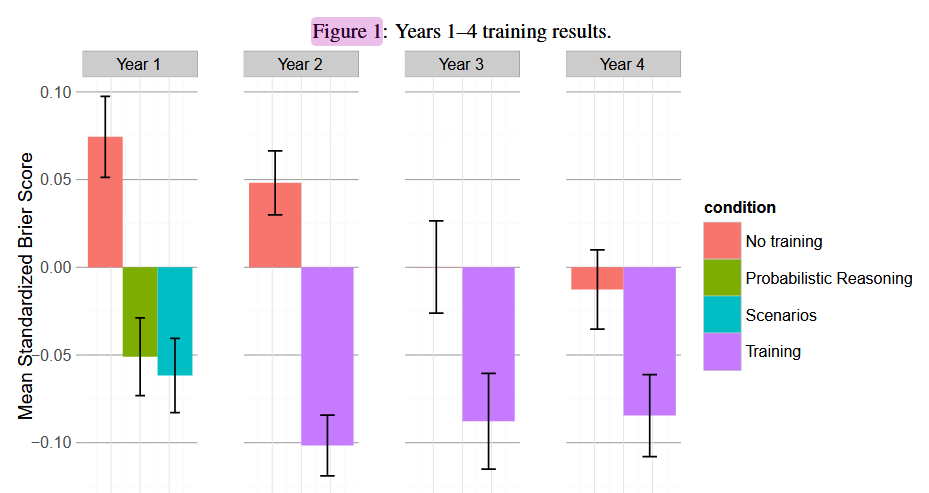 Figure 1: Years 1–4 training results.
Year 1 Year 2 Year 3 Year 4
Mean Standardized Brier Score
0.10
0.05
0.00
−0.05
−0.10
condition
No training
Probabilistic Reasoning
Scenarios
Training